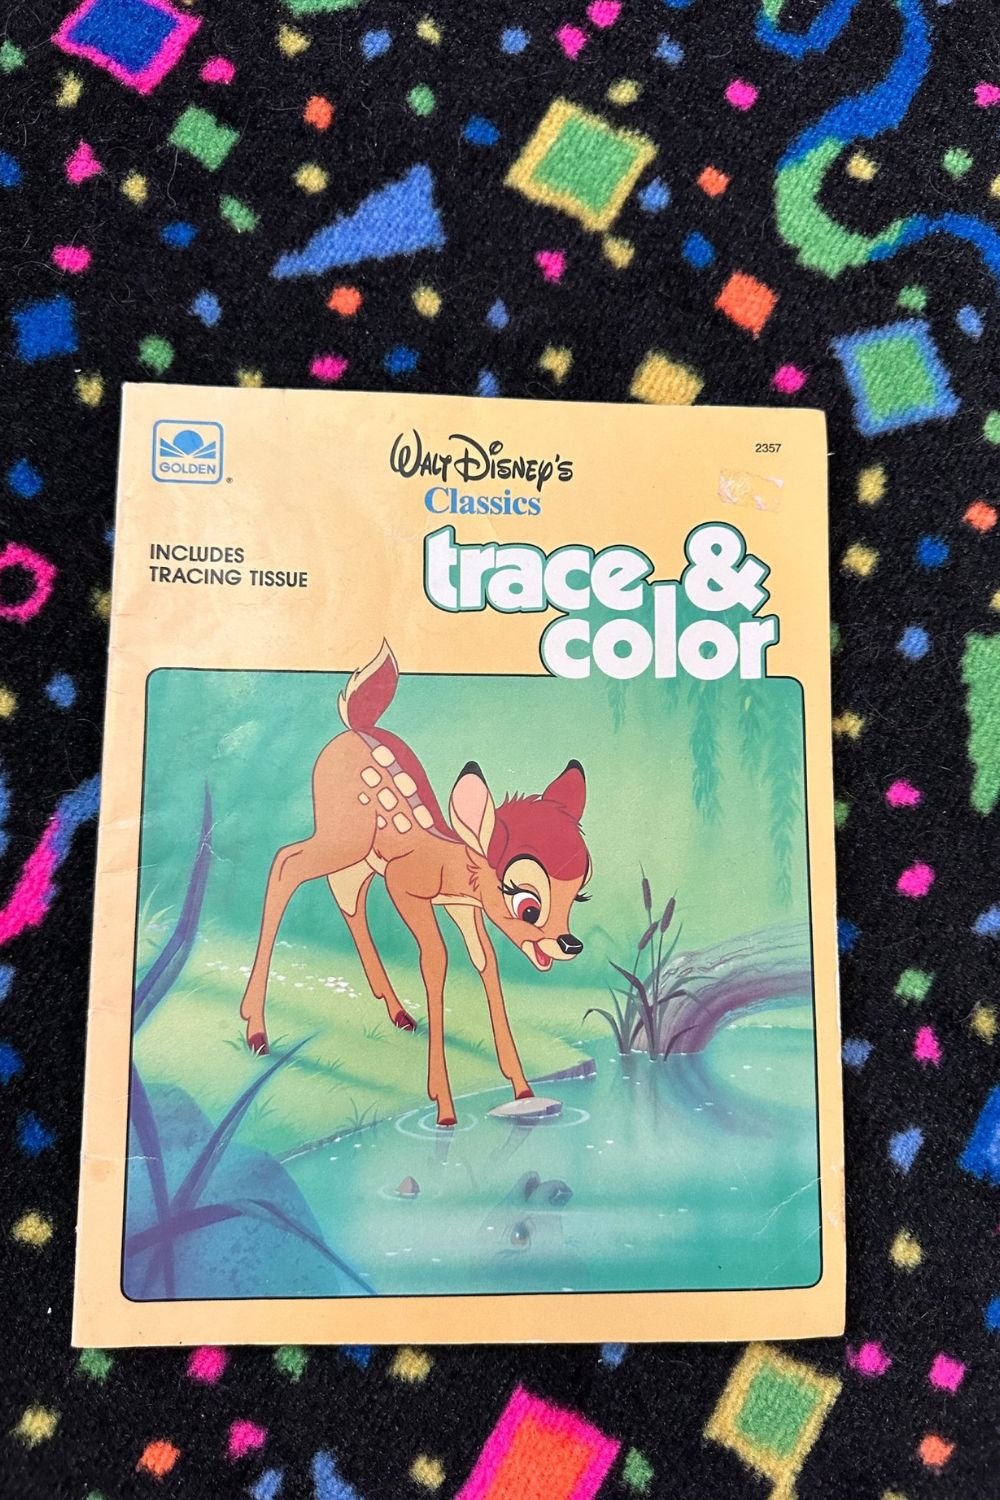 GOLDEN®
WALT DISNEY'S
Classics
2357
INCLUDES
TRACING TISSUE
trace &
color